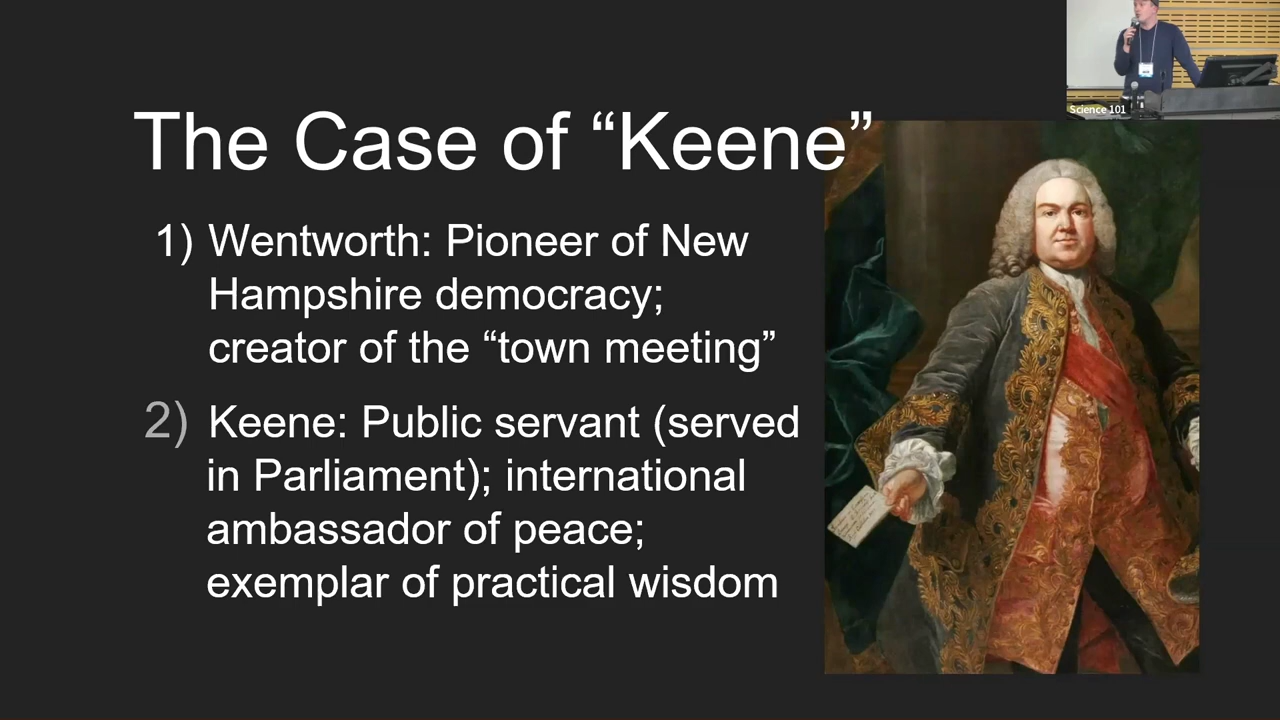 The Case of “Keene”
1) Wentworth: Pioneer of New
Hampshire democracy;
creator of the “town meeting”
2) Keene: Public servant (served
in Parliament); international
ambassador of peace;
exemplar of practical wisdom
Science 101